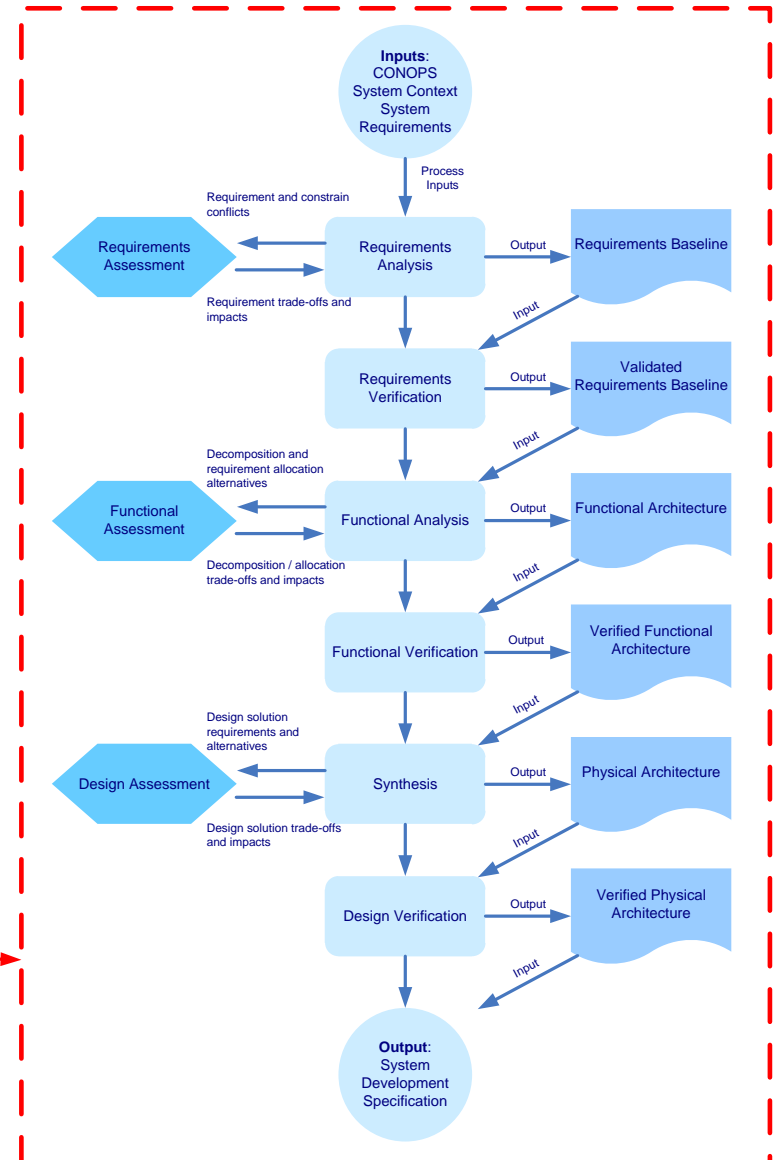 Inputs:
CONOPS
System Context
System
Requirements
Process
Inputs
Requirement and constrain
conflicts
Requirements
Assessment
Requirements
Analysis
Output
Requirements Baseline
Requirement trade-offs and
impacts
Input
Requirements
Verification
Output
Validated
Requirements Baseline
Input
Decomposition and
requirement allocation
alternatives
Functional
Assessment
Functional Analysis
Output
Functional Architecture
Decomposition / allocation
trade-offs and impacts
Input
Functional Verification
Output
Verified Functional
Architecture
Input
Design solution
requirements and
alternatives
Design Assessment
Synthesis
Output
Physical Architecture
Design solution trade-offs
and impacts
Input
Design Verification
Output
Verified Physical
Architecture
Input
Output:
System
Development
Specification